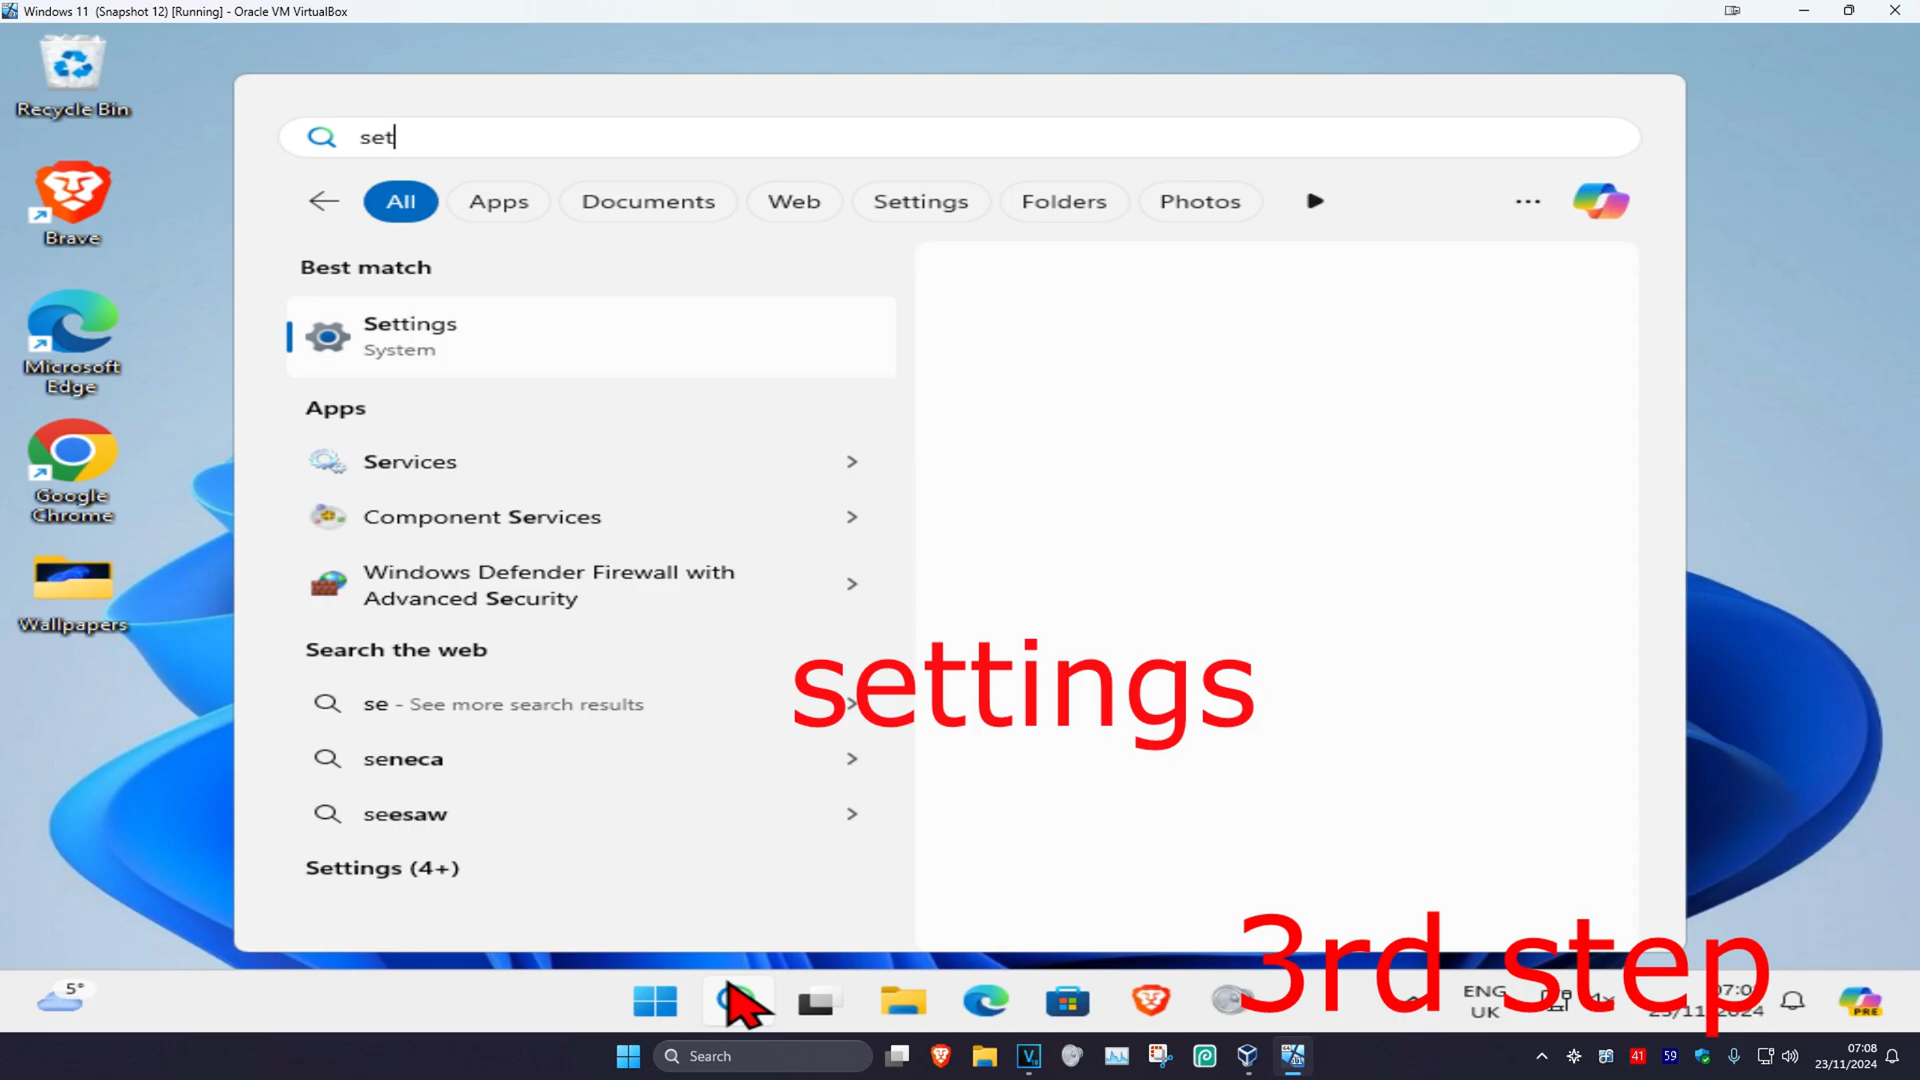 Windows 11 (Snapshot 12) [Running] - Oracle VM VirtualBox
Recycle Bin
Brave
Microsoft
Edge
Google
Chrome
Wallpapers
set
All
Apps
Documents
Web
Settings
Folders
Photos
Best match
Settings
System
Apps
Services
Component Services
Windows Defender Firewall with
Advanced Security
Search the web
se - See more search results
seneca
seesaw
Settings (4+)
settings
3rd step
5°
ENG
UK
PRE
Search
41
59
07:08
23/11/2024